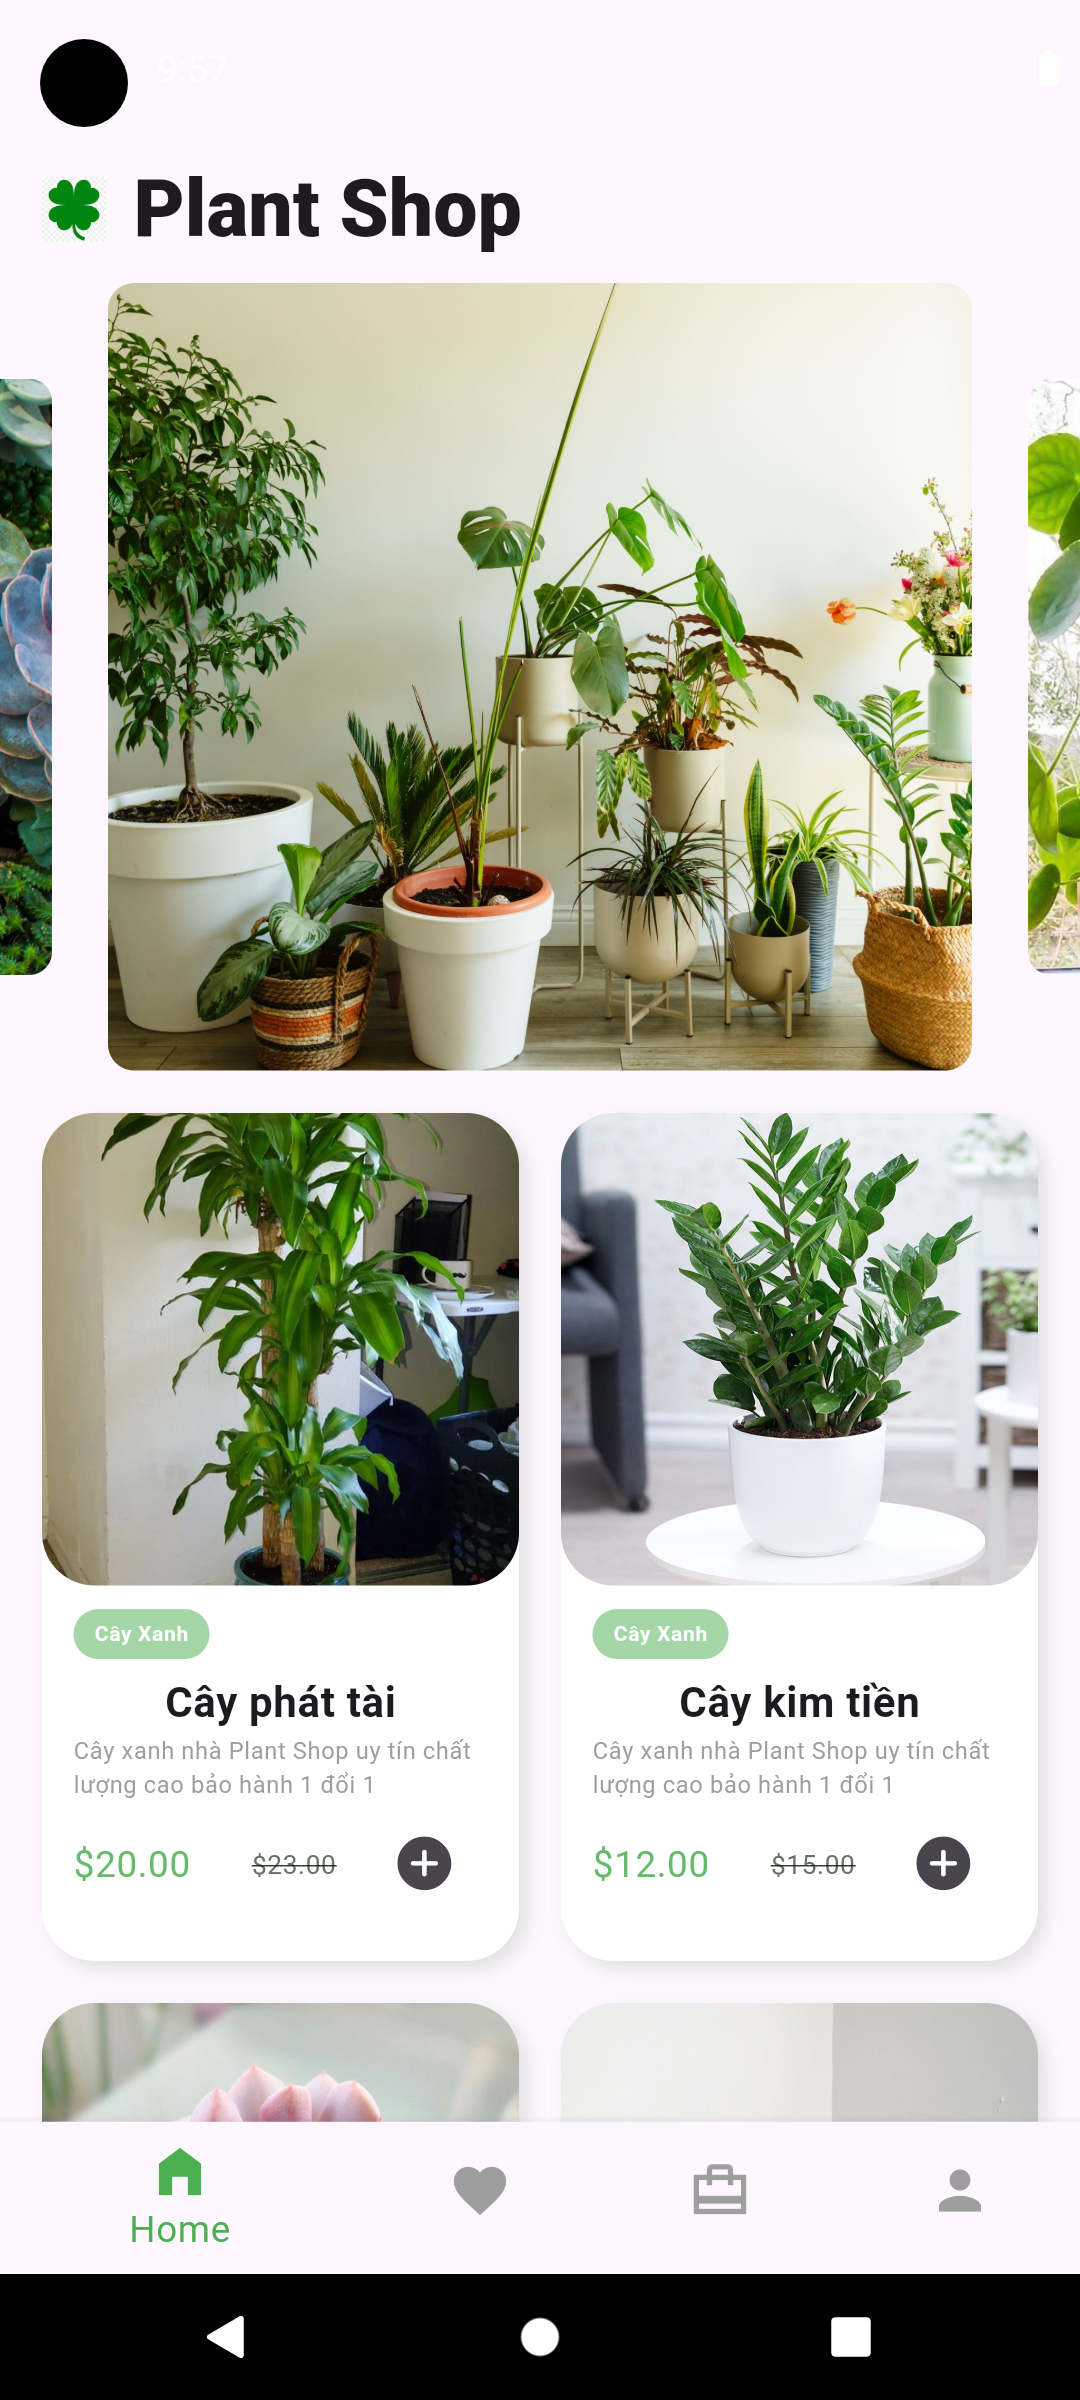 9:57
Plant Shop
Cây Xanh
Cây phát tài
Cây xanh nhà Plant Shop uy tín chất
lượng cao bảo hành 1 đổi 1
$20.00 $23.00
Cây Xanh
Cây kim tiền
Cây xanh nhà Plant Shop uy tín chất
lượng cao bảo hành 1 đổi 1
$12.00 $15.00
Home